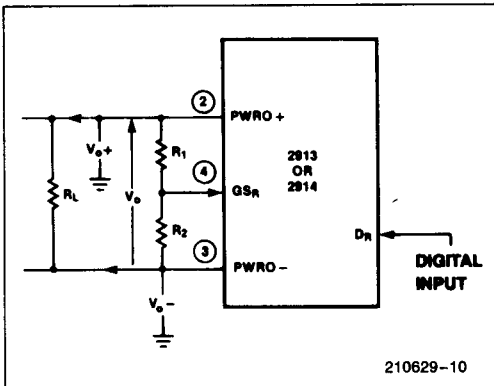 2
PWRO+
Vo+
R1
2913
OR
2914
4
GSR
RL
Vo
R2
DR
DIGITAL
INPUT
3
PWRO−
Vo−
210629-10